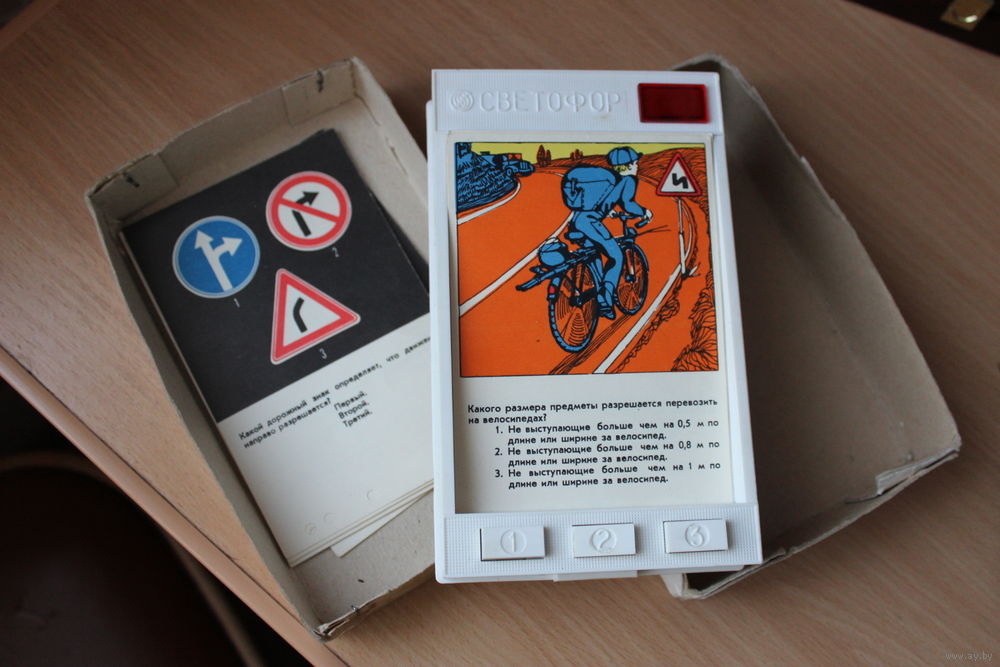 СВЕТОФОР
1
2
3
Какой дорожный знак определяет, что движен
направо разрешается?
Первый.
Второй.
Третий.
Какого размера предметы разрешается перевозить
на велосипедах?
1. Не выступающие больше чем на 0,5 м по
длине или ширине за велосипед.
2. Не выступающие больше чем на 0,8 м по
длине или ширине за велосипед.
3. Не выступающие больше чем на 1 м по
длине или ширине за велосипед.
1
2
3
www.ay.by